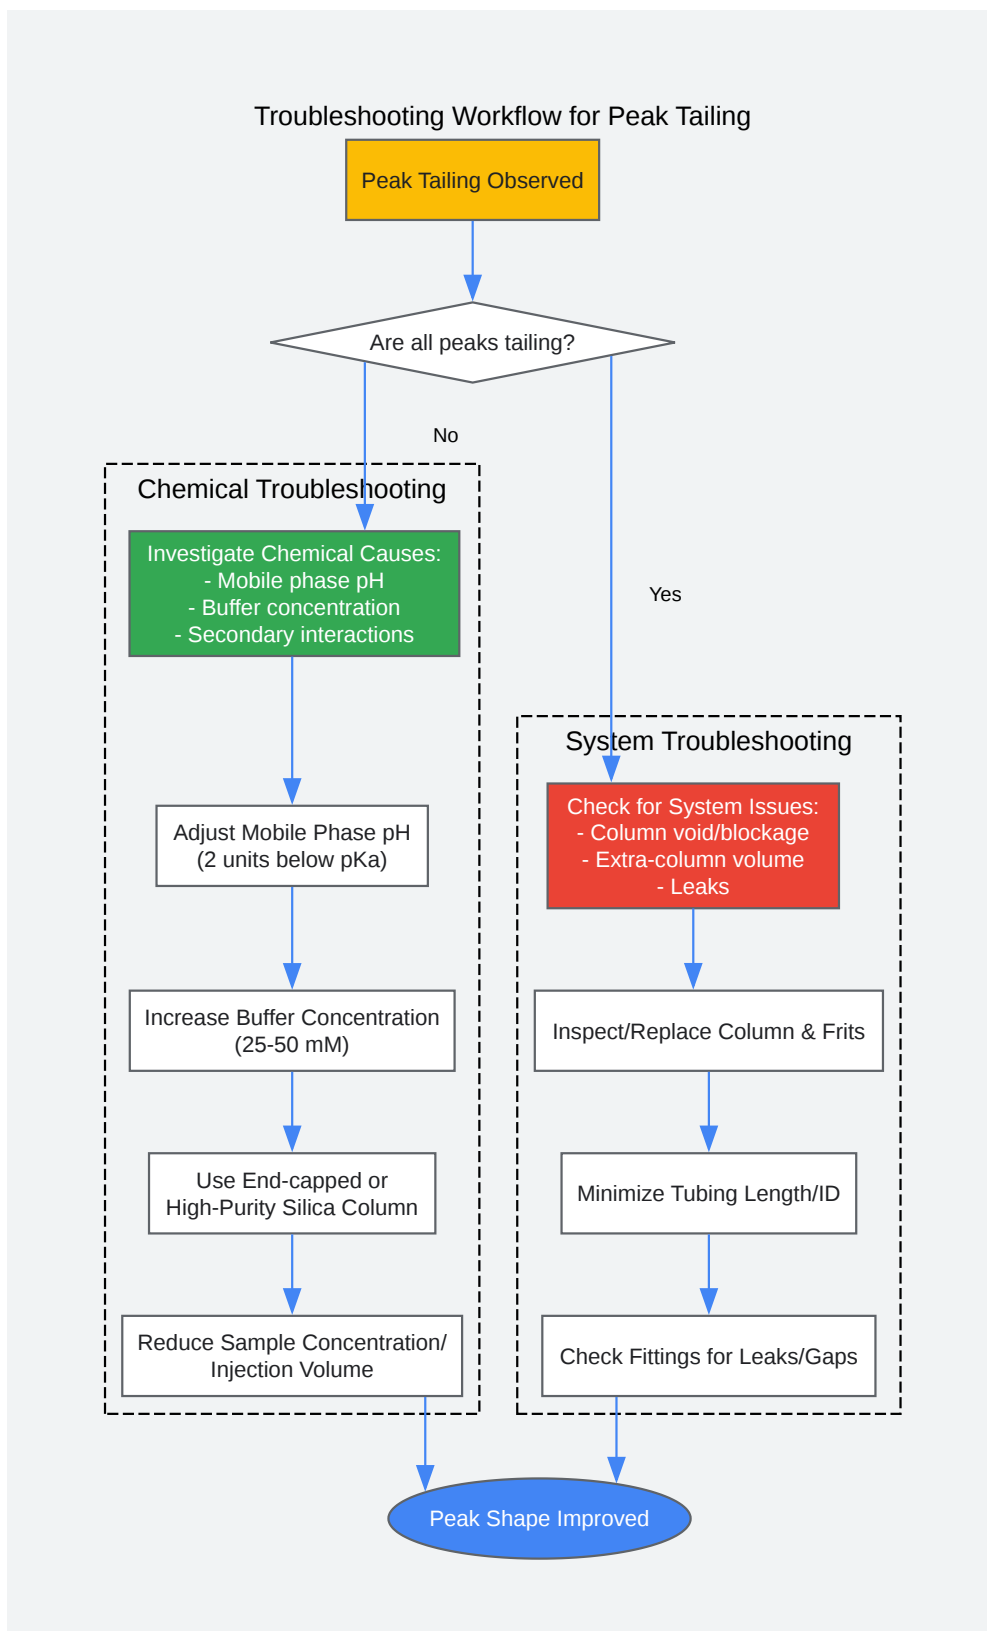 Troubleshooting Workflow for Peak Tailing
Peak Tailing Observed
Are all peaks tailing?
No
Chemical Troubleshooting
Investigate Chemical Causes:
- Mobile phase pH
- Buffer concentration
- Secondary interactions
Adjust Mobile Phase pH
(2 units below pKa)
Increase Buffer Concentration
(25-50 mM)
Use End-capped or
High-Purity Silica Column
Reduce Sample Concentration/
Injection Volume
Yes
System Troubleshooting
Check for System Issues:
- Column void/blockage
- Extra-column volume
- Leaks
Inspect/Replace Column & Frits
Minimize Tubing Length/ID
Check Fittings for Leaks/Gaps
Peak Shape Improved